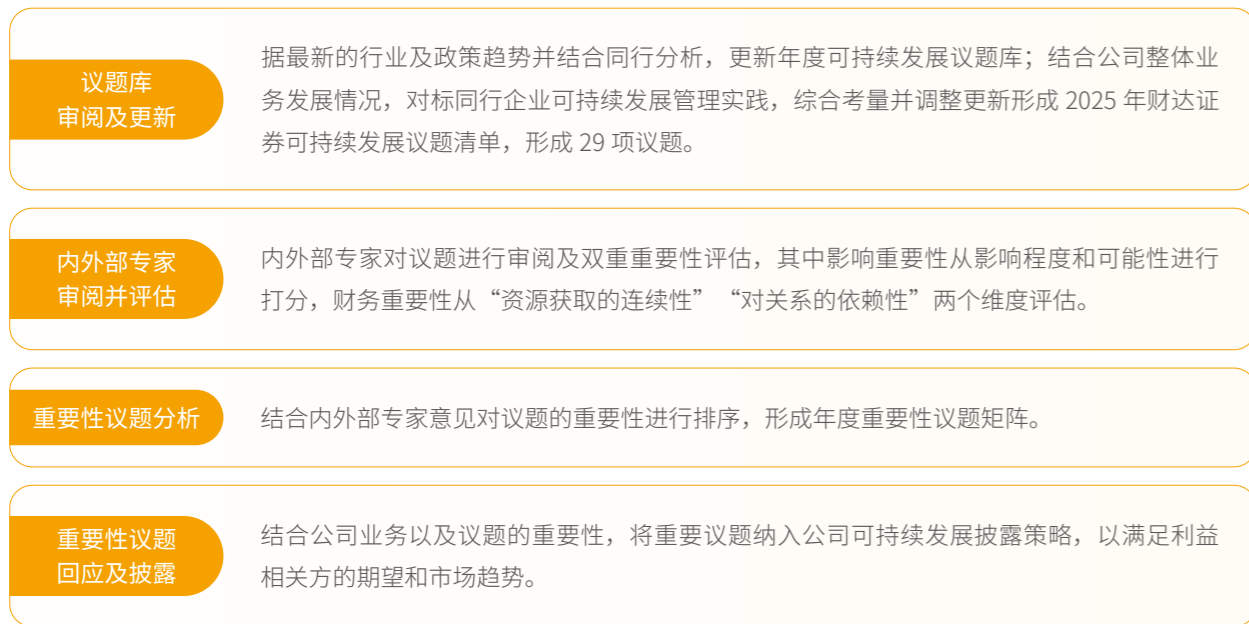 议题库
审阅及更新
据最新的行业及政策趋势并结合同行分析，更新年度可持续发展议题库；结合公司整体业
务发展情况，对标同行企业可持续发展管理实践，综合考量并调整更新形成 2025 年财达证
券可持续发展议题清单，形成 29 项议题。
内外部专家
审阅并评估
内外部专家对议题进行审阅及双重重要性评估，其中影响重要性从影响程度和可能性进行
打分，财务重要性从“资源获取的连续性”“对关系的依赖性”两个维度评估。
重要性议题分析
结合内外部专家意见对议题的重要性进行排序，形成年度重要性议题矩阵。
重要性议题
回应及披露
结合公司业务以及议题的重要性，将重要议题纳入公司可持续发展披露策略，以满足利益
相关方的期望和市场趋势。